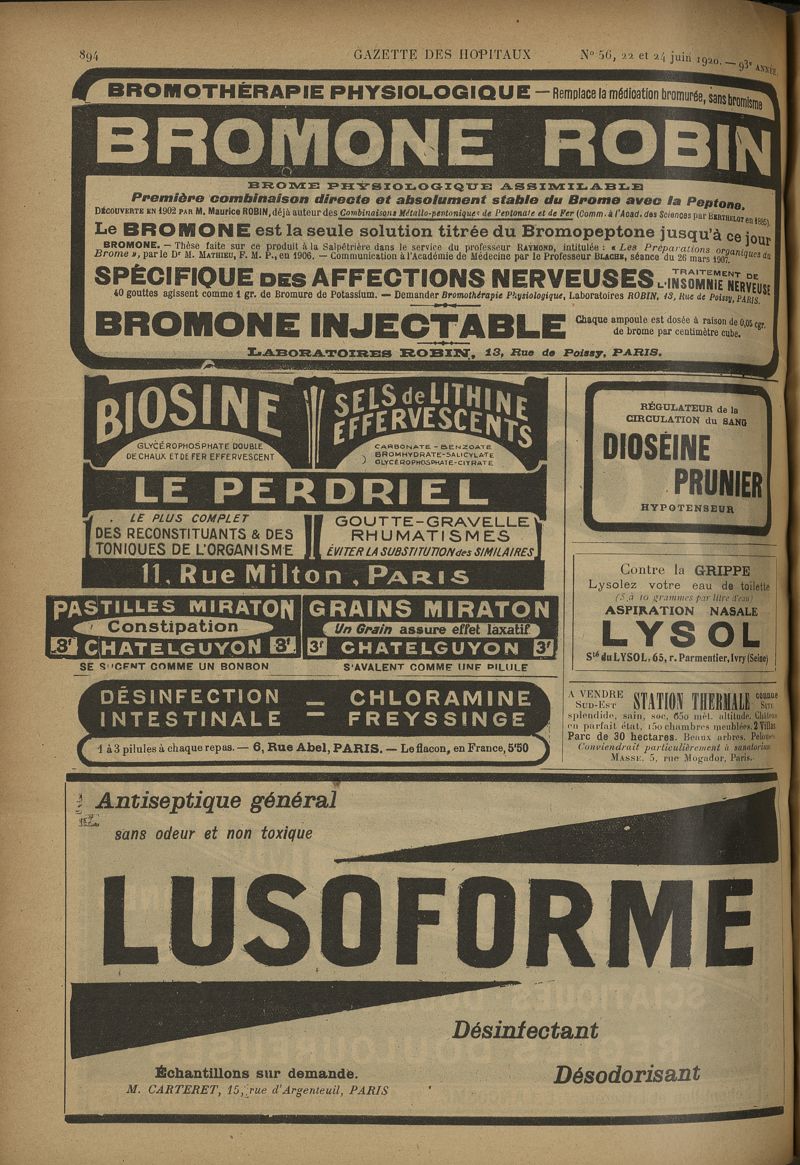 894 GAZETTE DES HOPITAUX N° 56, 22 et 24 juin 1920. — 93e ANNÉE.
BROMOTHÉRAPIE PHYSIOLOGIQUE — Remplace la médication bromurée, sans bromisme
BROMONE ROBIN
BROME PHYSIOLOGIQUE ASSIMILABLE
Première combinaison directe et absolument stable du Brome avec la Peptone.
DÉCOUVERTE EN 1902 PAR M. Maurice ROBIN, déjà auteur des Combinaisons Métallo-peptoniques de Peptonate et de Fer (Comm. à l'Acad. des Sciences par BERTHELOT en 1885).
Le BROMONE est la seule solution titrée du Bromopeptone jusqu'à ce jour
BROMONE. — Thèse faite sur ce produit à la Salpêtrière dans le service du professeur RAYMOND, intitulée : « Les Préparations organiques du
Brome », par le Dr M. MATHIEU, F. M. P., en 1906. — Communication à l'Académie de Médecine par le Professeur BLACHE, séance du 26 mars 1907.
SPÉCIFIQUE DES AFFECTIONS NERVEUSES TRAITEMENT DE L'INSOMNIE NERVEUSE
40 gouttes agissent comme 1 gr. de Bromure de Potassium. — Demander Bromothérapie Physiologique, Laboratoires ROBIN, 13, Rue de Poissy, PARIS.
BROMONE INJECTABLE Chaque ampoule est dosée à raison de 0,05 cgr.
de brome par centimètre cube.
LABORATOIRES ROBIN, 13, Rue de Poissy, PARIS.
BIOSINE
GLYCÉROPHOSPHATE DOUBLE
DE CHAUX ET DE FER EFFERVESCENT
SELS de LITHINE
EFFERVESCENTS
CARBONATE - BENZOATE
BROMHYDRATE - SALICYLATE
GLYCÉROPHOSPHATE - CITRATE
LE PERDRIEL
LE PLUS COMPLET
DES RECONSTITUANTS & DES
TONIQUES DE L'ORGANISME
GOUTTE-GRAVELLE
RHUMATISMES
ÉVITER LA SUBSTITUTION des SIMILAIRES
11, Rue Milton, PARIS
PASTILLES MIRATON
Constipation
3f CHATELGUYON 3f
SE SUCENT COMME UN BONBON
GRAINS MIRATON
Un Grain assure effet laxatif
3f CHATELGUYON 3f
S'AVALENT COMME UNE PILULE
DÉSINFECTION = CHLORAMINE
INTESTINALE = FREYSSINGE
1 à 3 pilules à chaque repas. — 6, Rue Abel, PARIS. — Le flacon, en France, 5'50
RÉGULATEUR de la
CIRCULATION du SANG
DIOSÉINE
PRUNIER
HYPOTENSEUR
Contre la GRIPPE
Lysolez votre eau de toilette
(5 à 10 grammes par litre d'eau)
ASPIRATION NASALE
LYSOL
Sté du LYSOL, 65, r. Parmentier, Ivry (Seine)
A VENDRE SUD-EST STATION THERMALE connue
splendide, sain, soc, 650 mèt. altitude. Château
en parfait état, 150 chambres meublées. 2 Villas
Parc de 30 hectares. Beaux arbres.
Conviendrait particulièrement à sanatorium
MASSE, 5, rue Mogador, Paris.
Antiseptique général
sans odeur et non toxique
LUSOFORME
Désinfectant
Désodorisant
Échantillons sur demande.
M. CARTERET, 15, rue d'Argenteuil, PARIS